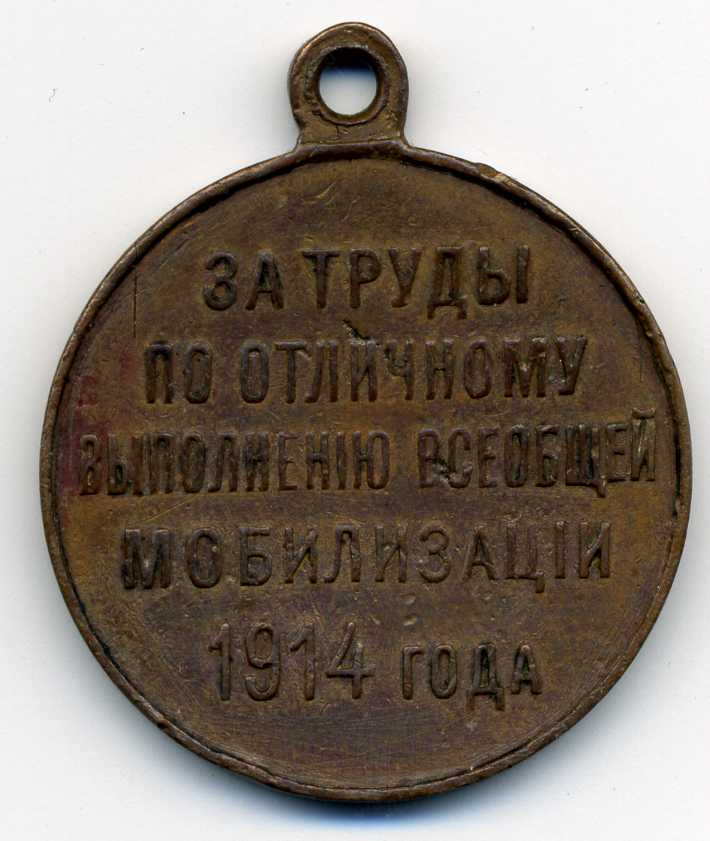 ЗА ТРУДЫ
ПО ОТЛИЧНОМУ
ВЫПОЛНЕНІЮ ВСЕОБЩЕЙ
МОБИЛИЗАЦІИ
1914 ГОДА